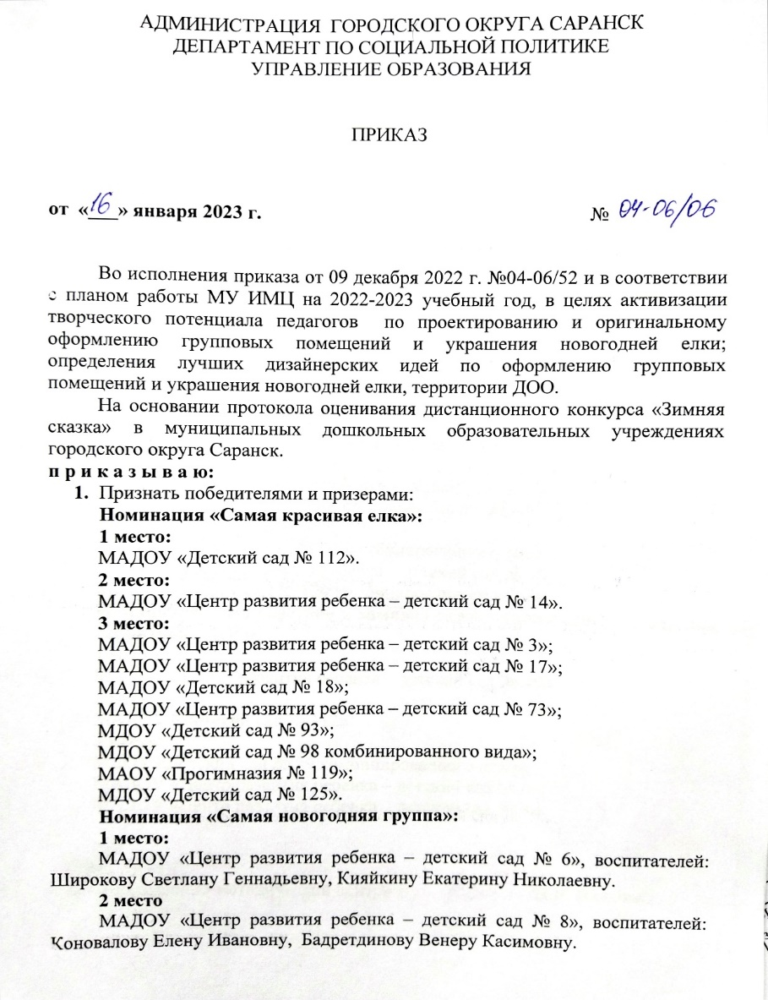 АДМИНИСТРАЦИЯ ГОРОДСКОГО ОКРУГА САРАНСК
ДЕПАРТАМЕНТ ПО СОЦИАЛЬНОЙ ПОЛИТИКЕ
УПРАВЛЕНИЕ ОБРАЗОВАНИЯ
ПРИКАЗ
от «16» января 2023 г. № 04-06/06
Во исполнения приказа от 09 декабря 2022 г. №04-06/52 и в соответствии
с планом работы МУ ИМЦ на 2022-2023 учебный год, в целях активизации
творческого потенциала педагогов по проектированию и оригинальному
оформлению групповых помещений и украшения новогодней елки;
определения лучших дизайнерских идей по оформлению групповых
помещений и украшения новогодней елки, территории ДОО.
На основании протокола оценивания дистанционного конкурса «Зимняя
сказка» в муниципальных дошкольных образовательных учреждениях
городского округа Саранск.
п р и к а з ы в а ю:
1. Признать победителями и призерами:
Номинация «Самая красивая елка»:
1 место:
МАДОУ «Детский сад № 112».
2 место:
МАДОУ «Центр развития ребенка – детский сад № 14».
3 место:
МАДОУ «Центр развития ребенка – детский сад № 3»;
МАДОУ «Центр развития ребенка – детский сад № 17»;
МАДОУ «Детский сад № 18»;
МАДОУ «Центр развития ребенка – детский сад № 73»;
МДОУ «Детский сад № 93»;
МДОУ «Детский сад № 98 комбинированного вида»;
МАОУ «Прогимназия № 119»;
МДОУ «Детский сад № 125».
Номинация «Самая новогодняя группа»:
1 место:
МАДОУ «Центр развития ребенка – детский сад № 6», воспитателей:
Широкову Светлану Геннадьевну, Кияйкину Екатерину Николаевну.
2 место
МАДОУ «Центр развития ребенка – детский сад № 8», воспитателей:
Коновалову Елену Ивановну, Бадретдинову Венеру Касимовну.